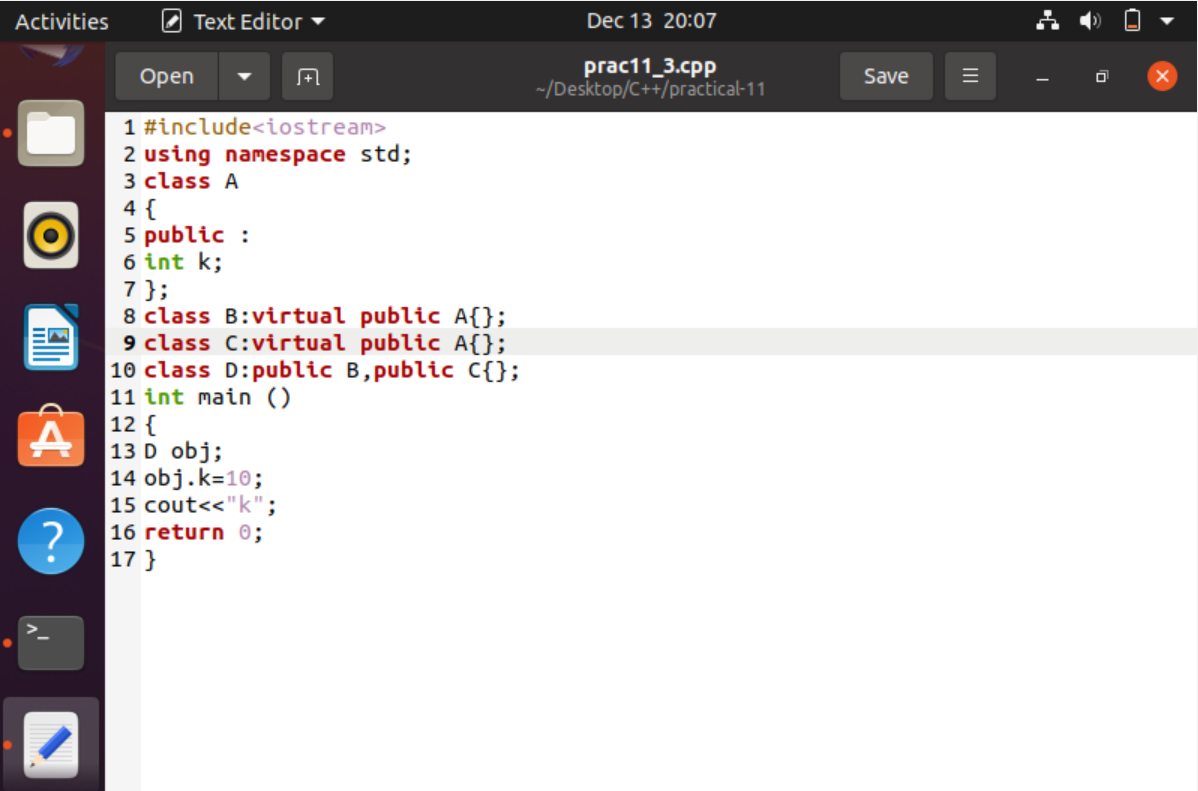 Activities Text Editor Dec 13 20:07
Open prac11_3.cpp Save
~/Desktop/C++/practical-11
1 #include<iostream>
2 using namespace std;
3 class A
4 {
5 public :
6 int k;
7 };
8 class B:virtual public A{};
9 class C:virtual public A{};
10 class D:public B,public C{};
11 int main ()
12 {
13 D obj;
14 obj.k=10;
15 cout<<"k";
16 return 0;
17 }